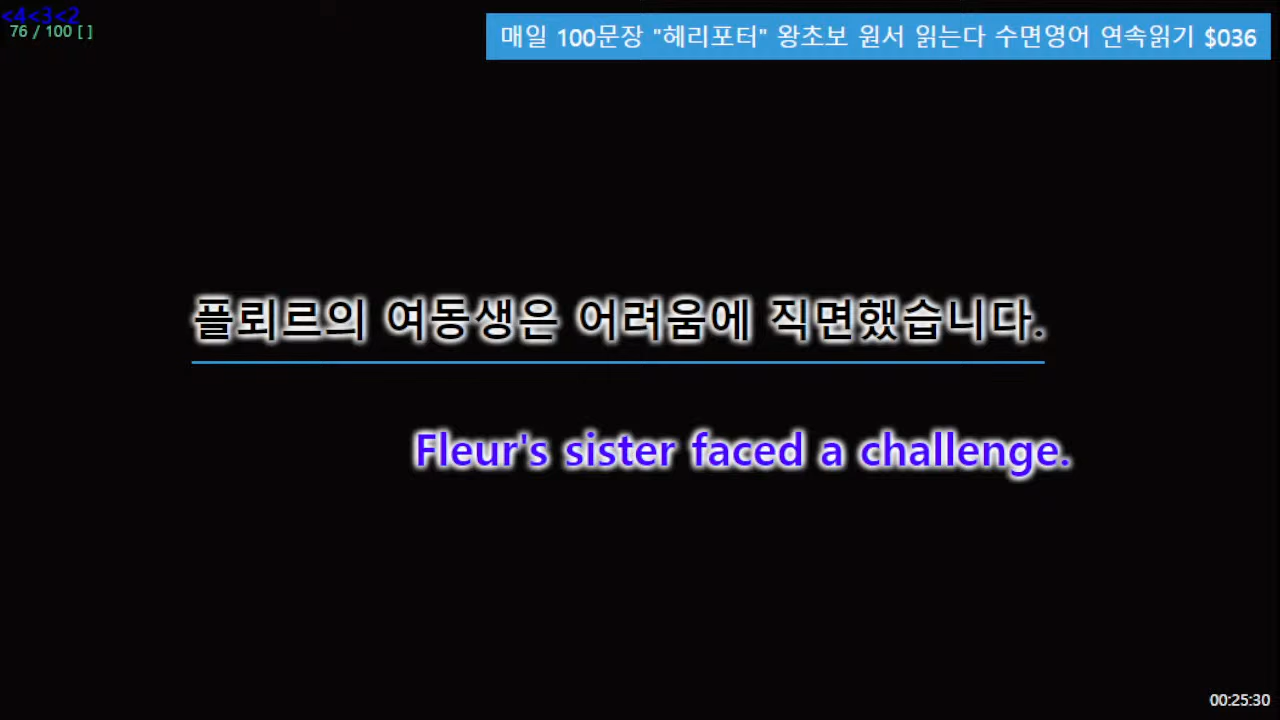 <4<3<2
76 / 100 [ ]
매일 100문장 "헤리포터" 왕초보 원서 읽는다 수면영어 연속읽기 $036
플뢰르의 여동생은 어려움에 직면했습니다.
Fleur's sister faced a challenge.
00:25:30